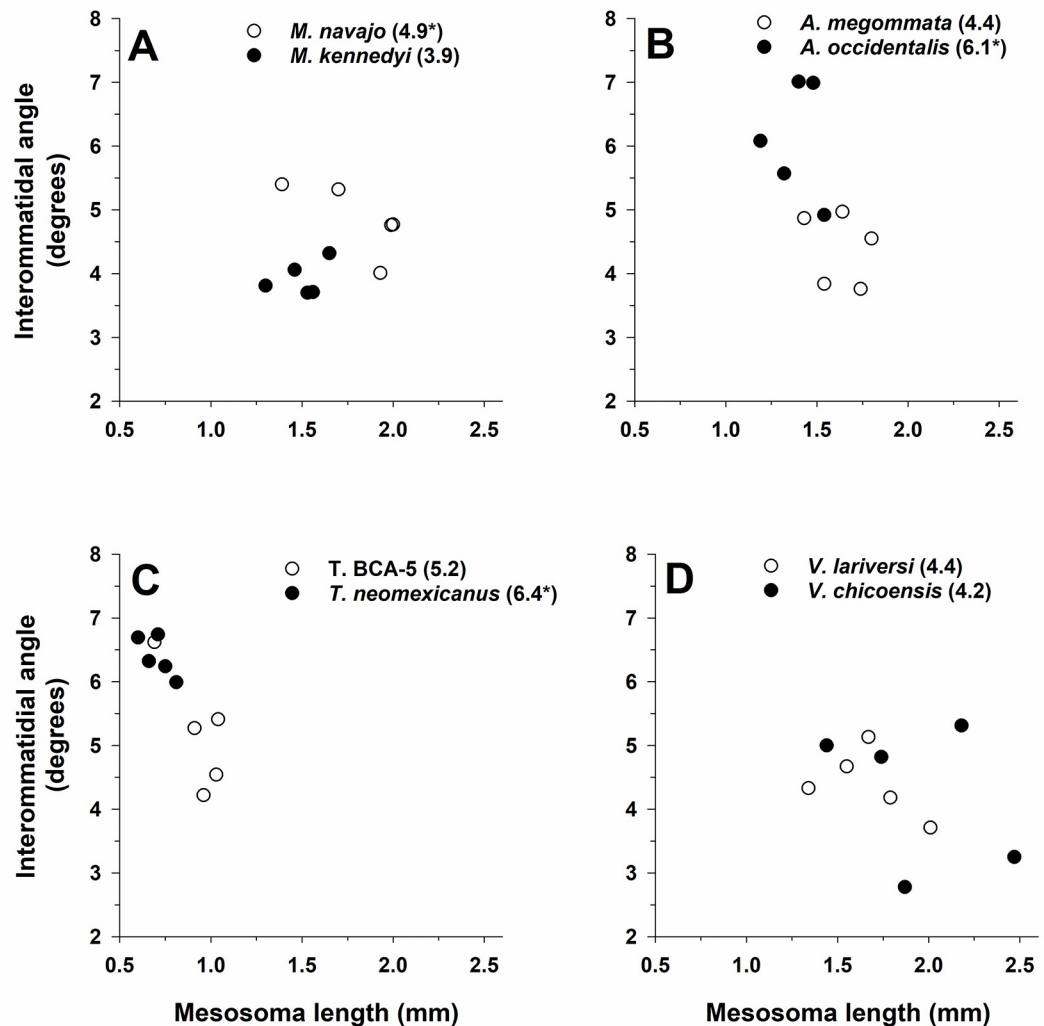 A
M. navajo (4.9*)
M. kennedyi (3.9)
8
7
6
5
4
3
2
Interommatidal angle
(degrees)
0.5 1.0 1.5 2.0 2.5
B
A. megommata (4.4)
A. occidentalis (6.1*)
8
7
6
5
4
3
2
0.5 1.0 1.5 2.0 2.5
C
T. BCA-5 (5.2)
T. neomexicanus (6.4*)
8
7
6
5
4
3
2
Interommatidial angle
(degrees)
0.5 1.0 1.5 2.0 2.5
Mesosoma length (mm)
D
V. lariversi (4.4)
V. chicoensis (4.2)
8
7
6
5
4
3
2
0.5 1.0 1.5 2.0 2.5
Mesosoma length (mm)